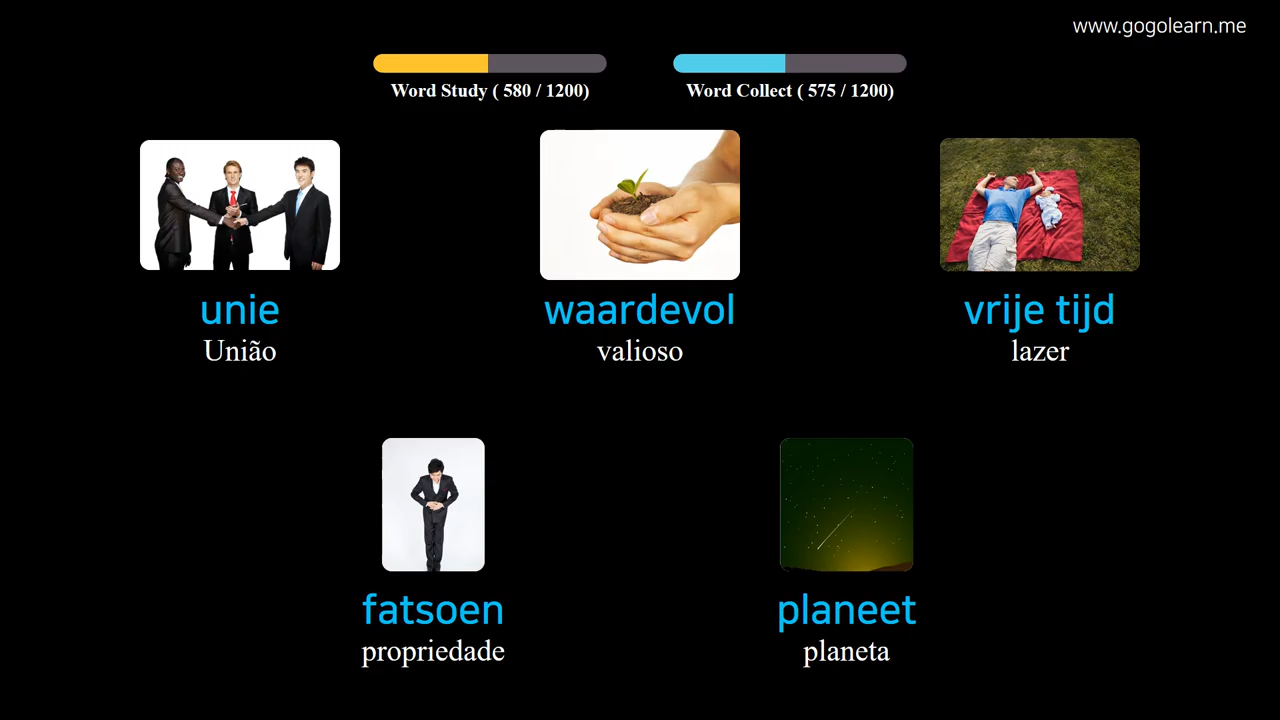 www.gogolearn.me
Word Study ( 580 / 1200)
Word Collect ( 575 / 1200)
unie
União
waardevol
valioso
vrije tijd
lazer
fatsoen
propriedade
planeet
planeta